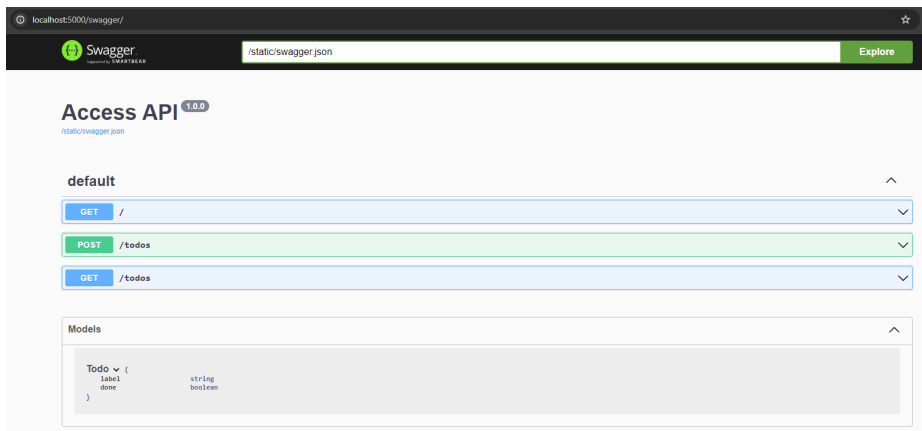 localhost:5000/swagger/
Swagger.
Supported by SMARTBEAR
/static/swagger.json
Explore
Access API 1.0.0
/static/swagger.json
default
GET /
POST /todos
GET /todos
Models
Todo {
label string
done boolean
}